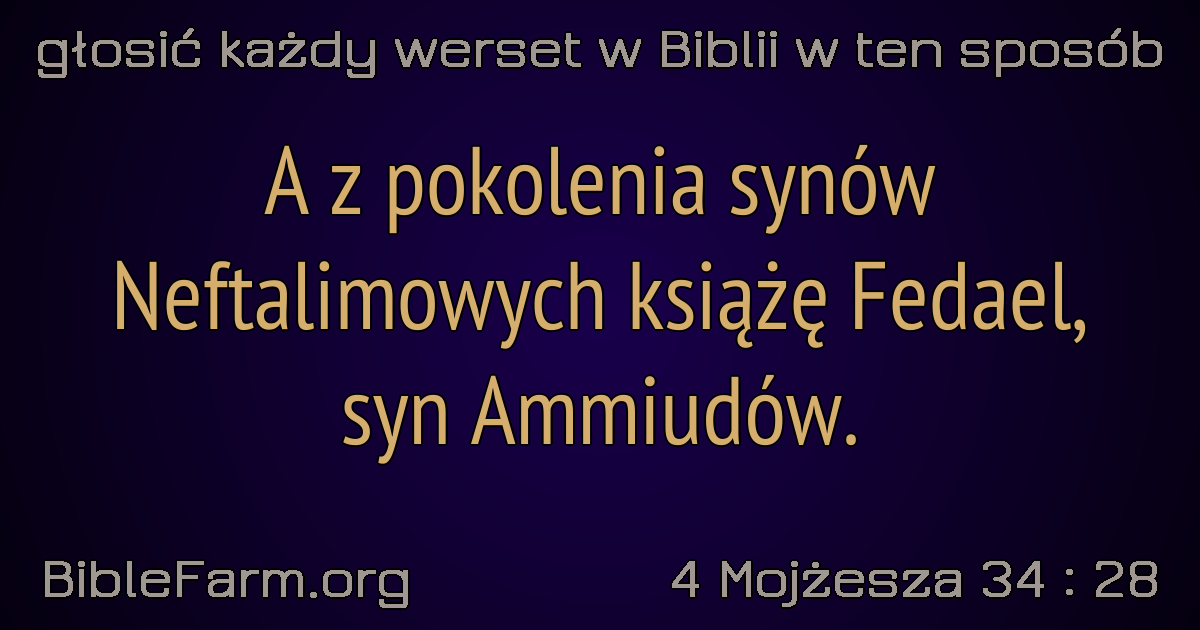 głosić każdy werset w Biblii w ten sposób
A z pokolenia synów
Neftalimowych książę Fedael,
syn Ammiudów.
BibleFarm.org
4 Mojżesza 34 : 28